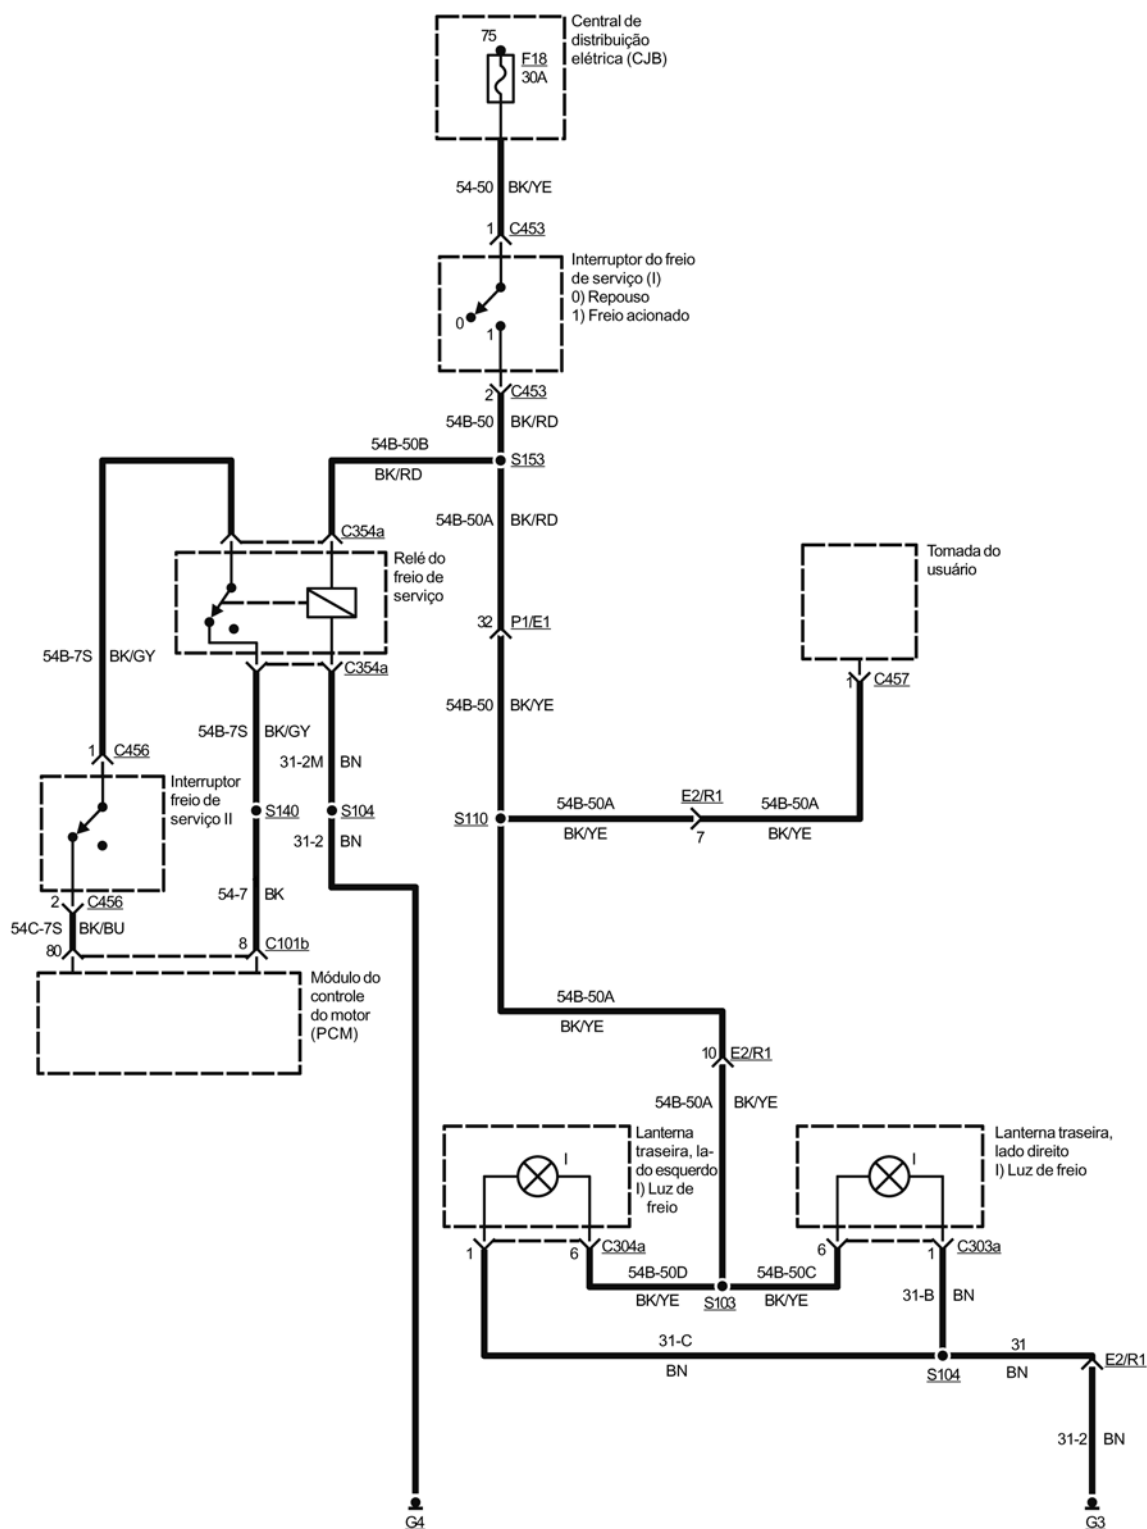 75
F18
30A
Central de
distribuição
elétrica (CJB)
54-50 BK/YE
1 C453
Interruptor do freio
de serviço (I)
0) Repouso
1) Freio acionado
0
1
2 C453
54B-50 BK/RD
54B-50B
BK/RD
S153
54B-50A BK/RD
C354a
Relé do
freio de
serviço
Tomada do
usuário
32 P1/E1
54B-7S BK/GY
C354a
1 C457
54B-50 BK/YE
54B-7S BK/GY
31-2M BN
1 C456
Interruptor
freio de
serviço II
S140
S104
S110
54B-50A
BK/YE
E2/R1
7
54B-50A
BK/YE
31-2 BN
54-7 BK
2 C456
54C-7S BK/BU
80
8 C101b
Módulo do
controle
do motor
(PCM)
54B-50A
BK/YE
10 E2/R1
54B-50A BK/YE
Lanterna
traseira, la-
do esquerdo
I) Luz de
freio
I
Lanterna traseira,
lado direito
I) Luz de freio
I
1
6 C304a
6
1 C303a
54B-50D
BK/YE
S103
54B-50C
BK/YE
31-B BN
31-C
BN
S104
31
BN
E2/R1
31-2 BN
G4
G3